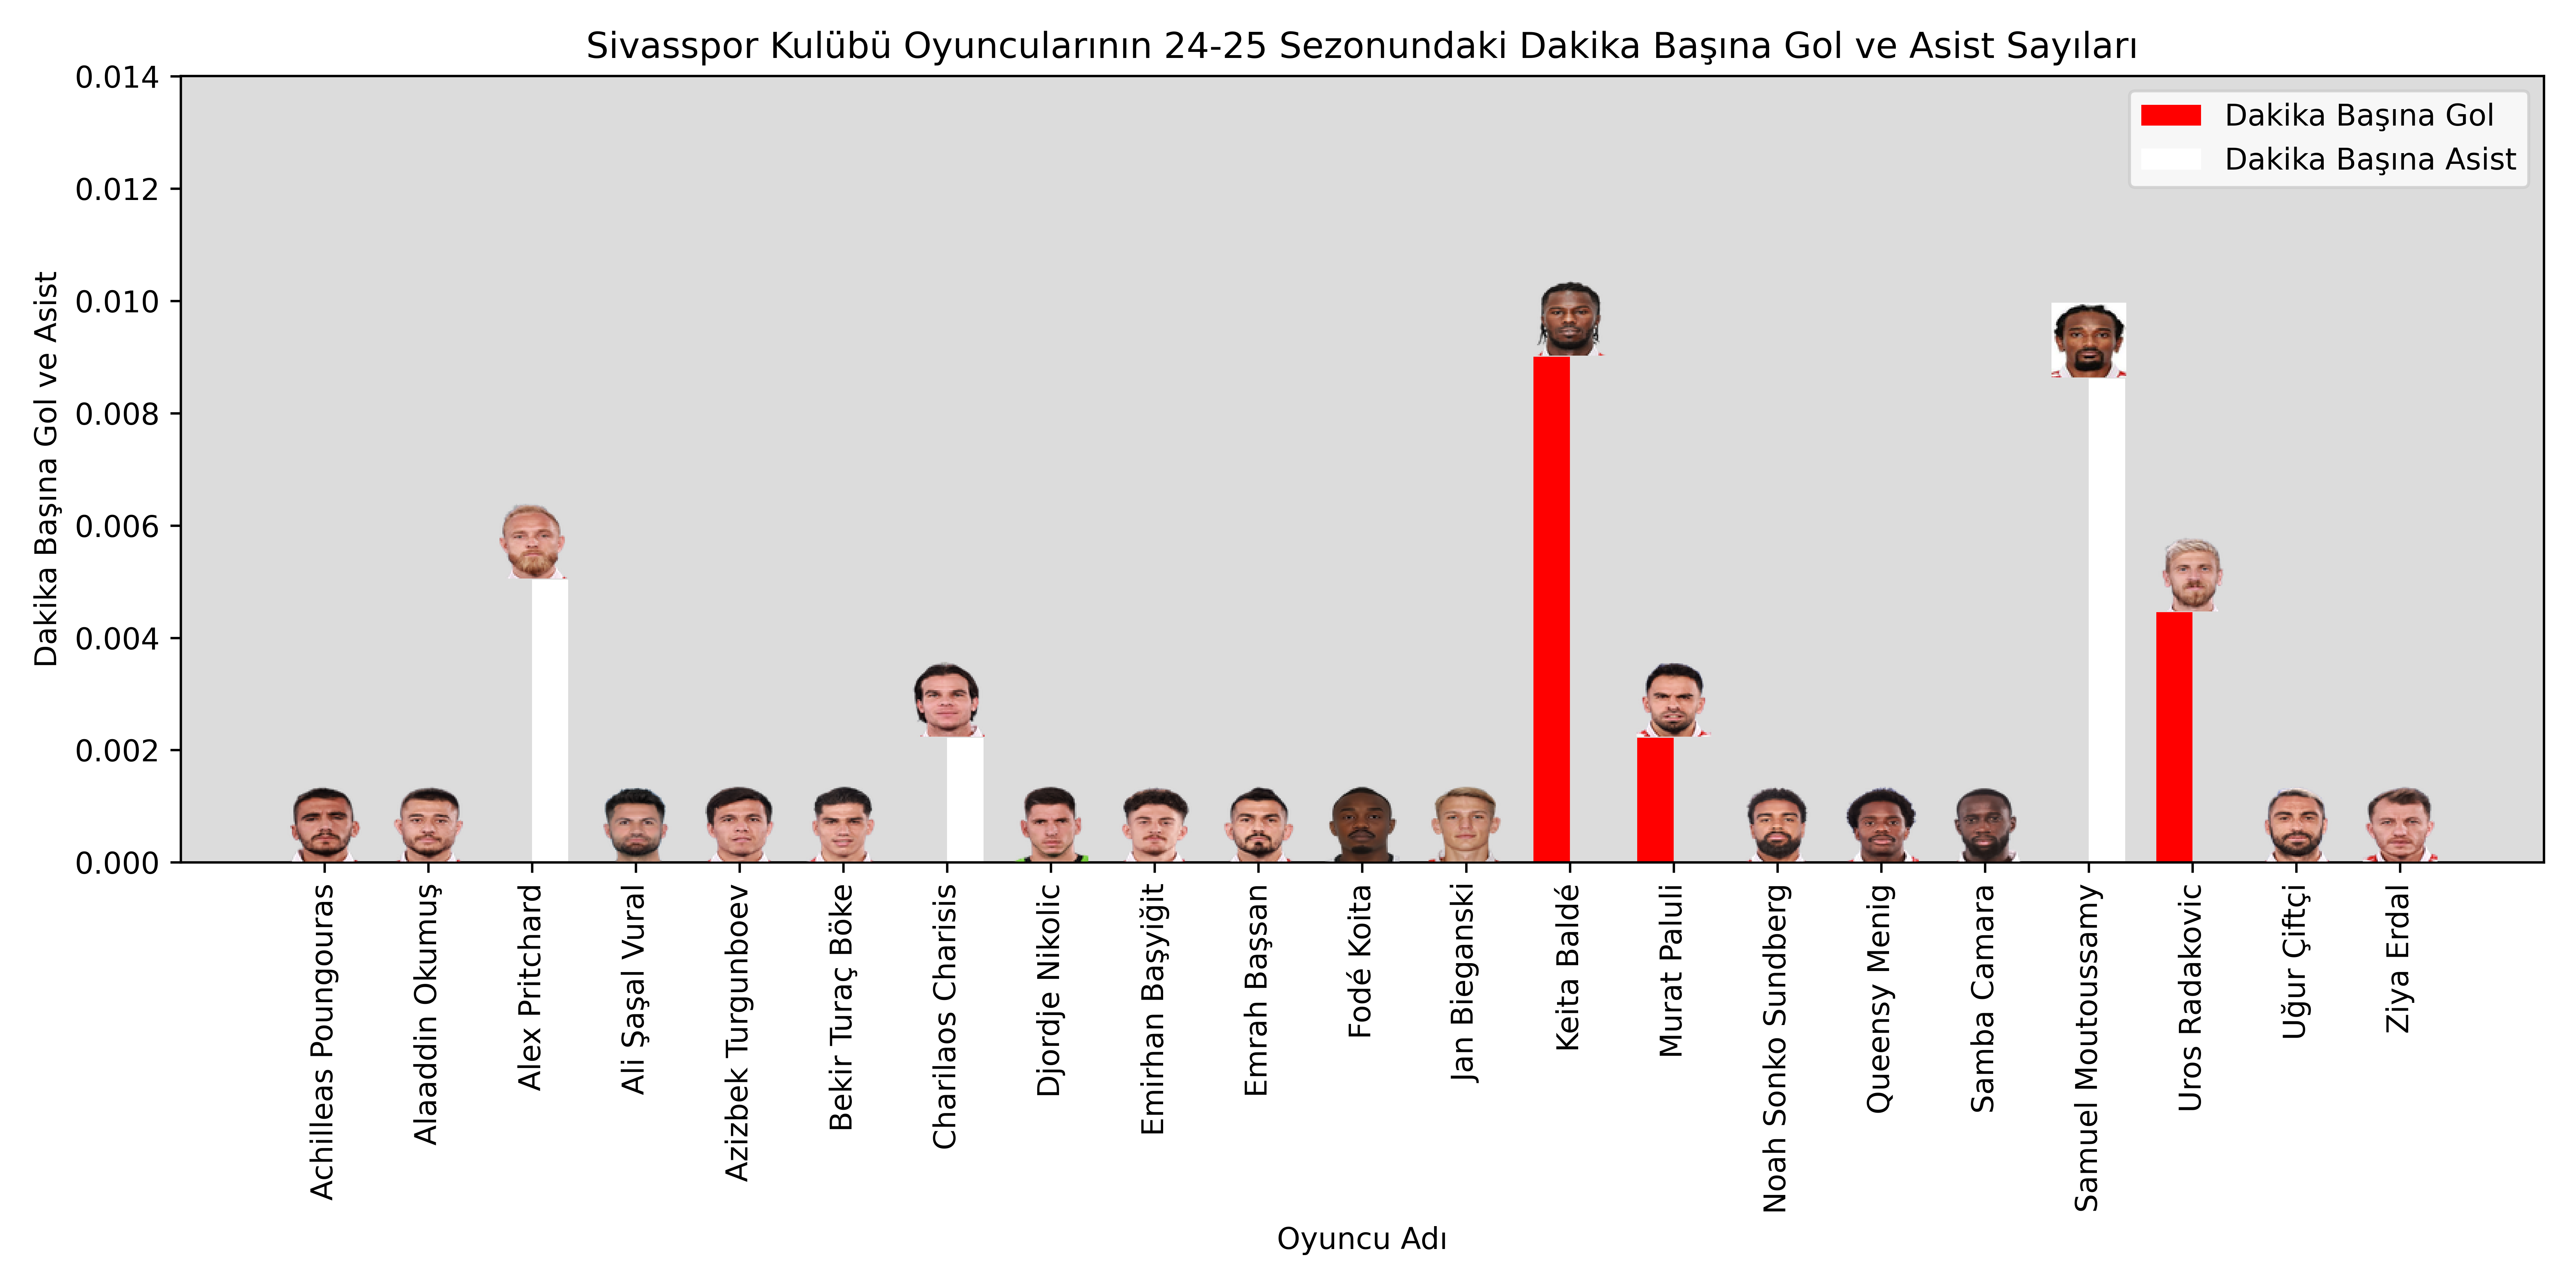 Sivasspor Kulübü Oyuncularının 24-25 Sezonundaki Dakika Başına Gol ve Asist Sayıları
Dakika Başına Gol
Dakika Başına Asist
Dakika Başına Gol ve Asist
0.014
0.012
0.010
0.008
0.006
0.004
0.002
0.000
Achilleas Poungouras
Alaaddin Okumuş
Alex Pritchard
Ali Şaşal Vural
Azizbek Turgunboev
Bekir Turaç Böke
Charilaos Charisis
Djordje Nikolic
Emirhan Başyiğit
Emrah Başsan
Fodé Koita
Jan Bieganski
Keita Baldé
Murat Paluli
Noah Sonko Sundberg
Queensy Menig
Samba Camara
Samuel Moutoussamy
Uros Radakovic
Uğur Çiftçi
Ziya Erdal
Oyuncu Adı